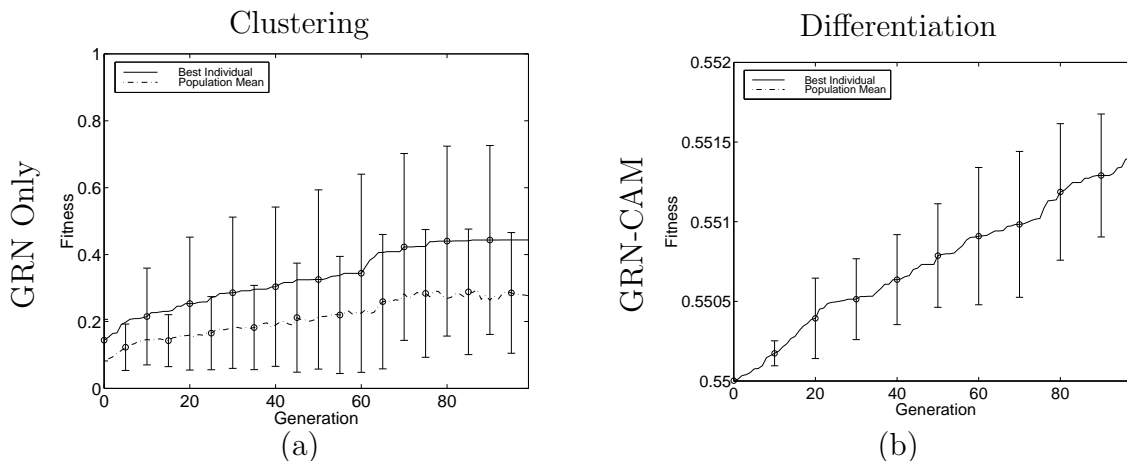 Clustering
Differentiation
GRN Only
Fitness
1
0.8
0.6
0.4
0.2
0
Best Individual
Population Mean
0 20 40 60 80
Generation
(a)
GRN-CAM
Fitness
0.552
0.5515
0.551
0.5505
0.55
Best Individual
Population Mean
0 20 40 60 80
Generation
(b)